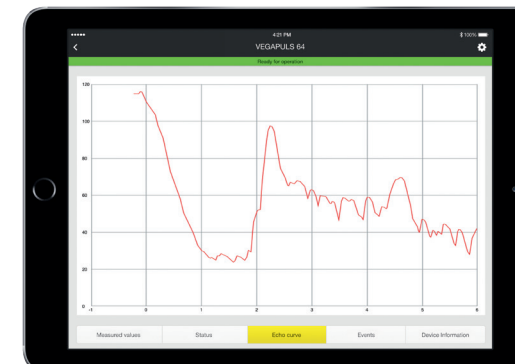 4:21 PM
100%
VEGAPULS 64
Ready for operation
120
100
80
60
40
20
0
-1 0 1 2 3 4 5 6
Measured values Status Echo curve Events Device Information